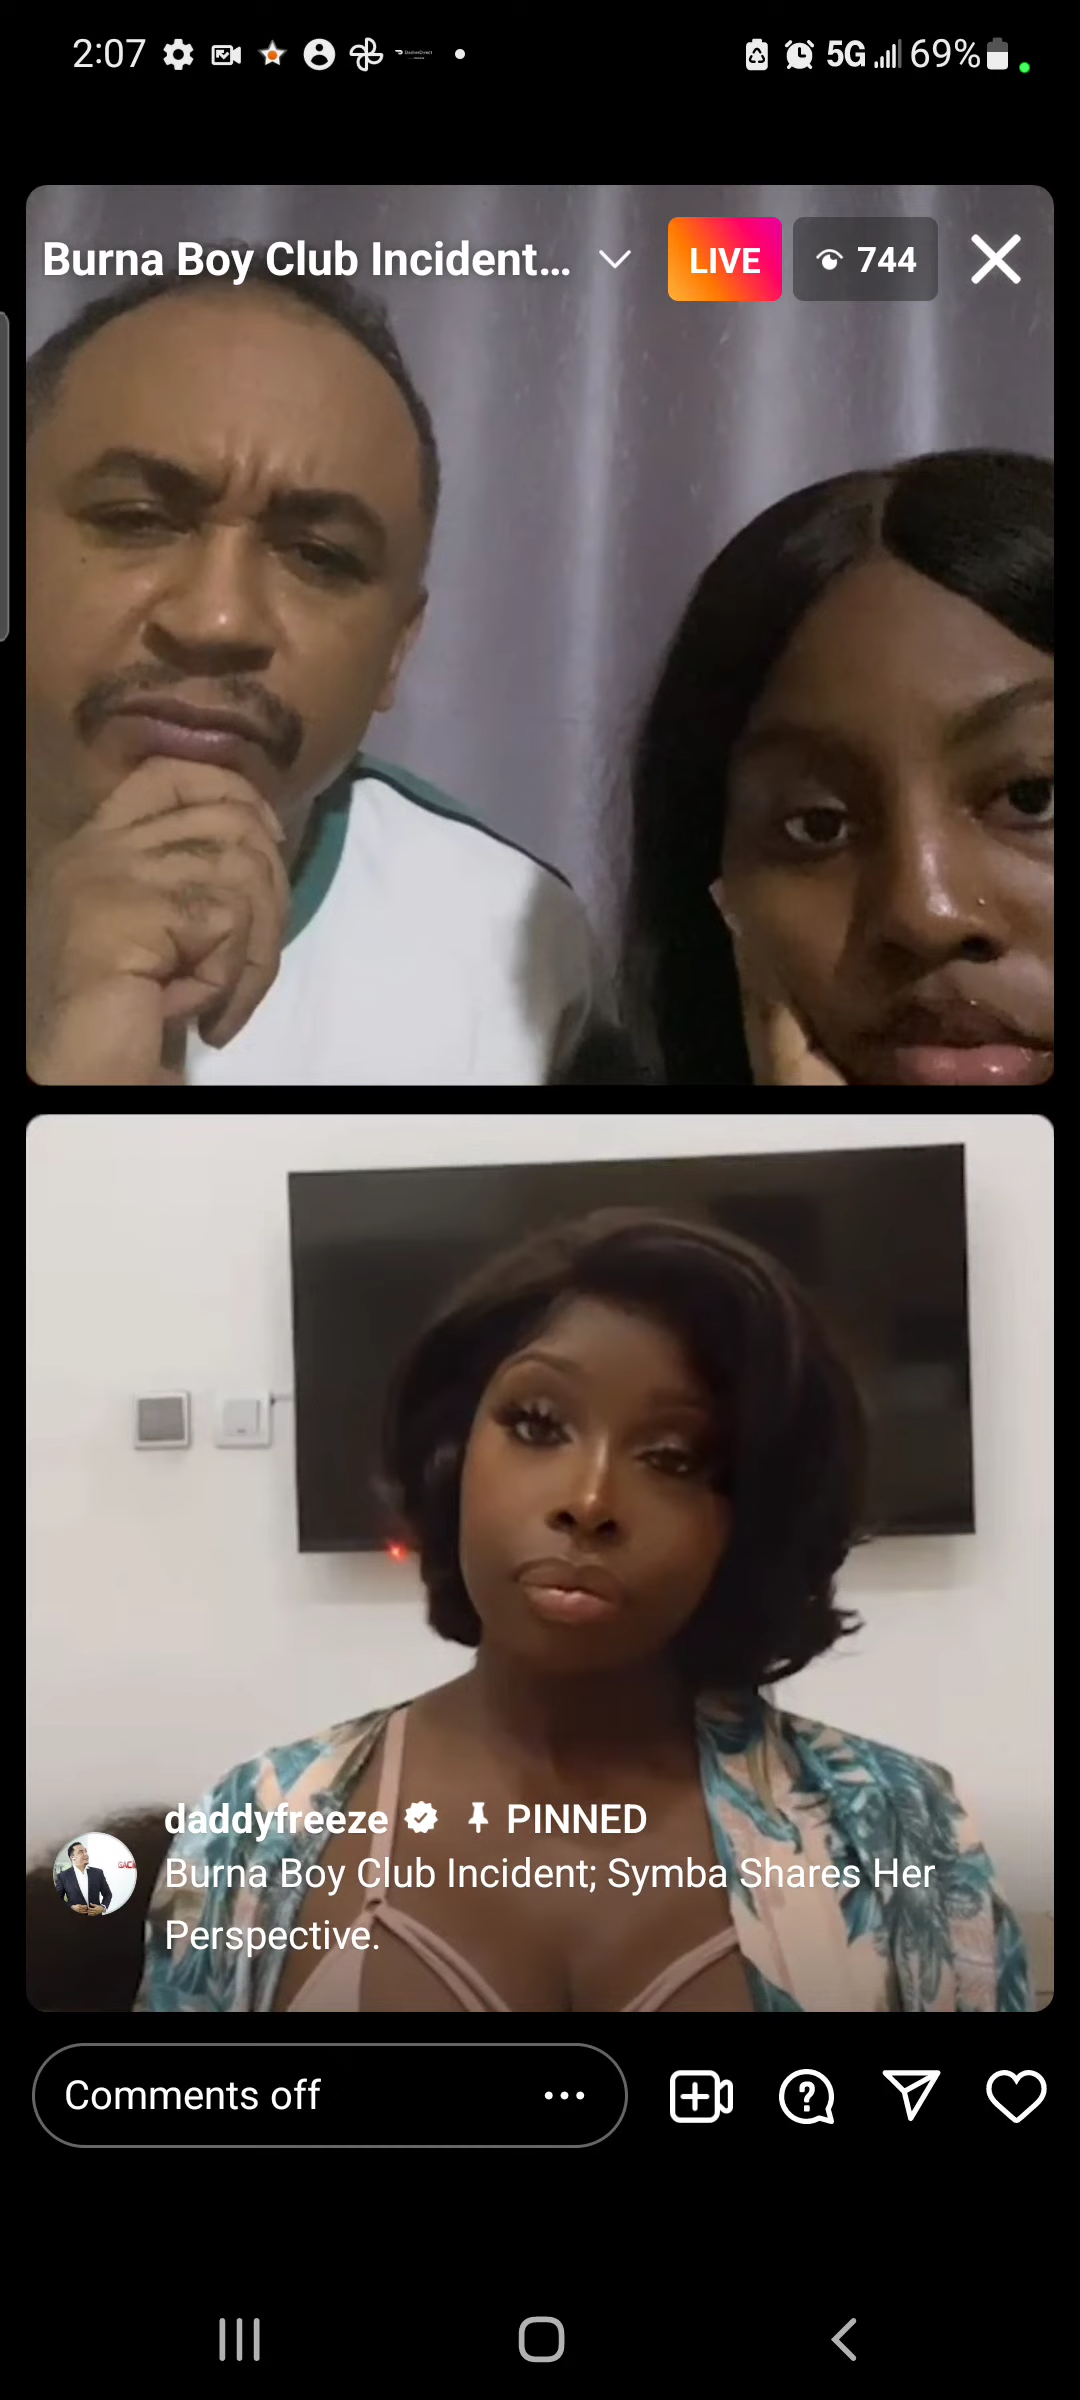 2:07 5G 69%
Burna Boy Club Incident... LIVE 744
daddyfreeze PINNED
Burna Boy Club Incident; Symba Shares Her
Perspective.
Comments off